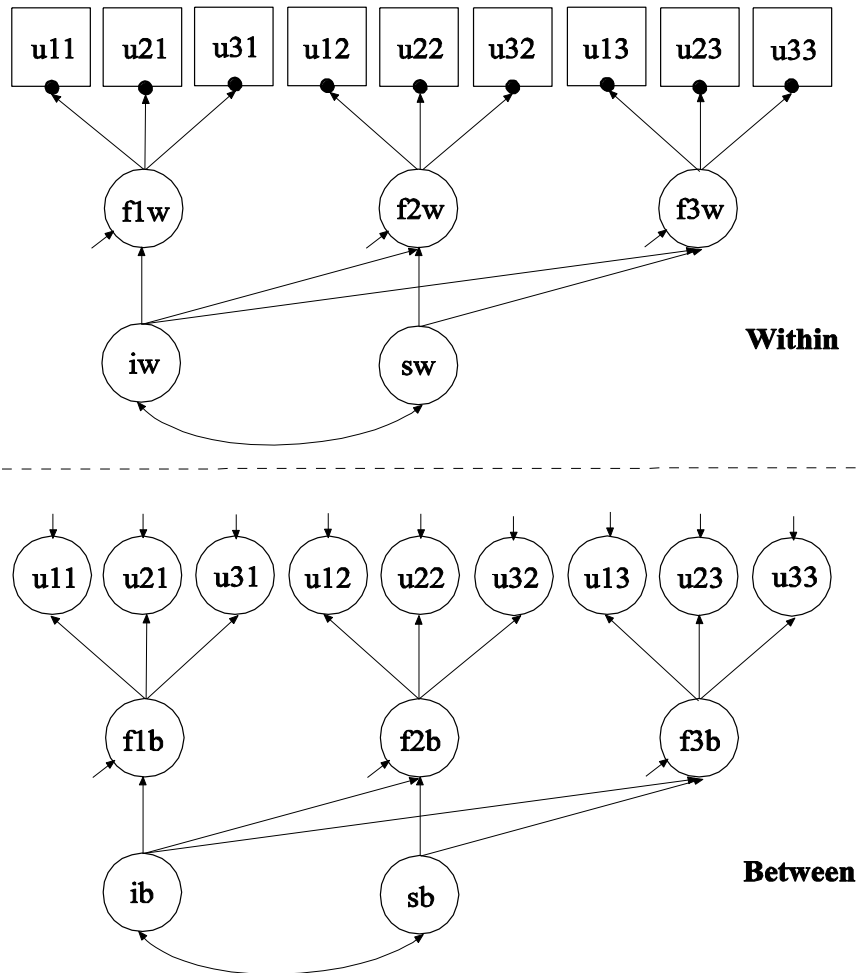 u11 u21 u31 u12 u22 u32 u13 u23 u33
f1w f2w f3w
Within
iw sw
u11 u21 u31 u12 u22 u32 u13 u23 u33
f1b f2b f3b
Between
ib sb